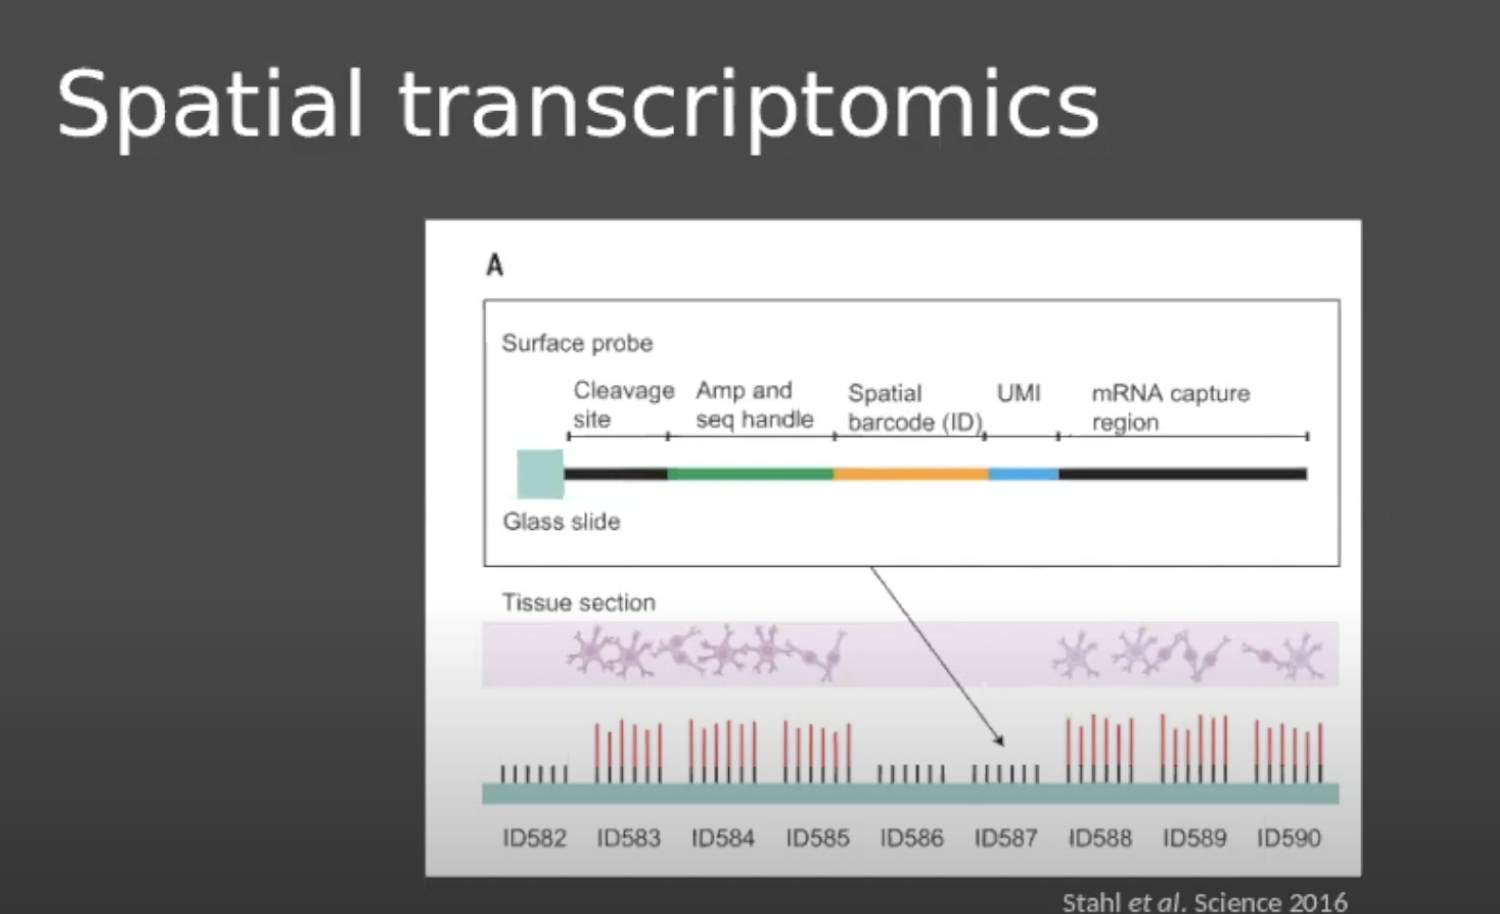 Spatial transcriptomics
A
Surface probe
Cleavage site
Amp and seq handle
Spatial barcode (ID)
UMI
mRNA capture region
Glass slide
Tissue section
ID582 ID583 ID584 ID585 ID586 ID587 ID588 ID589 ID590
Stahl et al. Science 2016